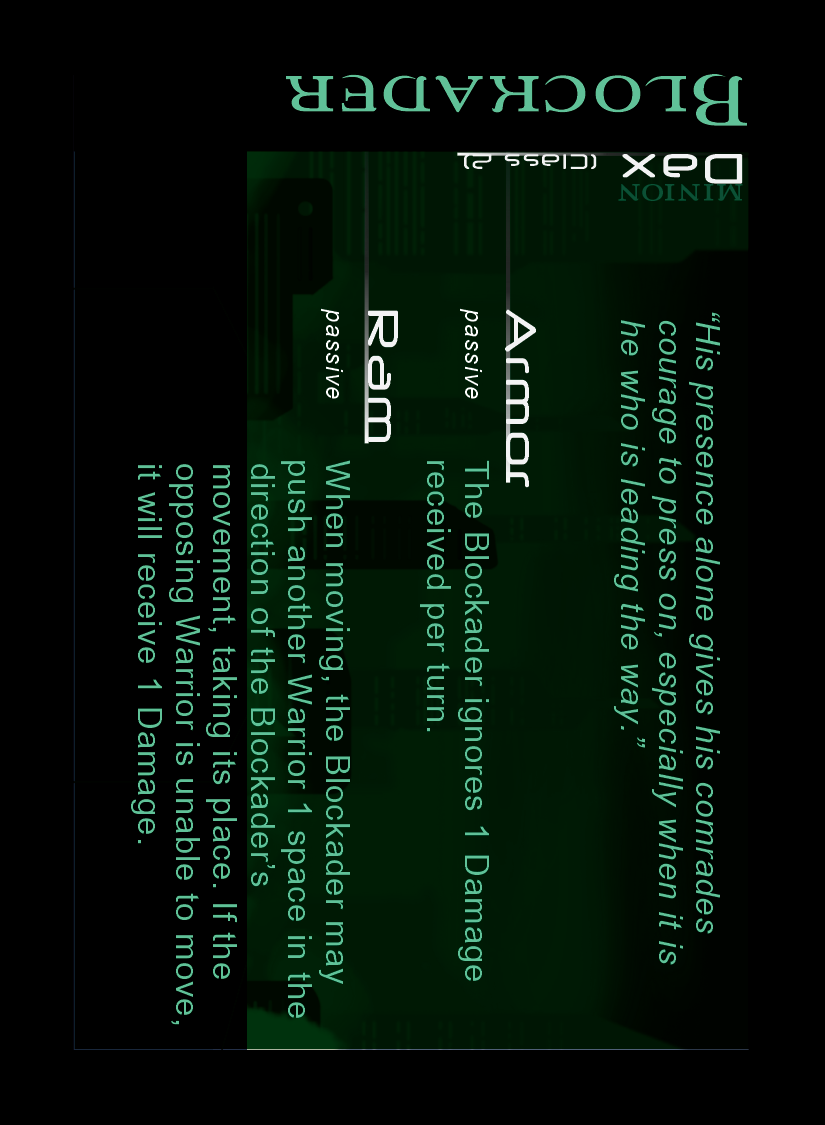 BLOCKADER
Dax
(Class 2)
MINION
“His presence alone gives his comrades
courage to press on, especially when it is
he who is leading the way.”
Armor
passive
The Blockader ignores 1 Damage
received per turn.
Ram
passive
When moving, the Blockader may
push another Warrior 1 space in the
direction of the Blockader’s
movement, taking its place. If the
opposing Warrior is unable to move,
it will receive 1 Damage.